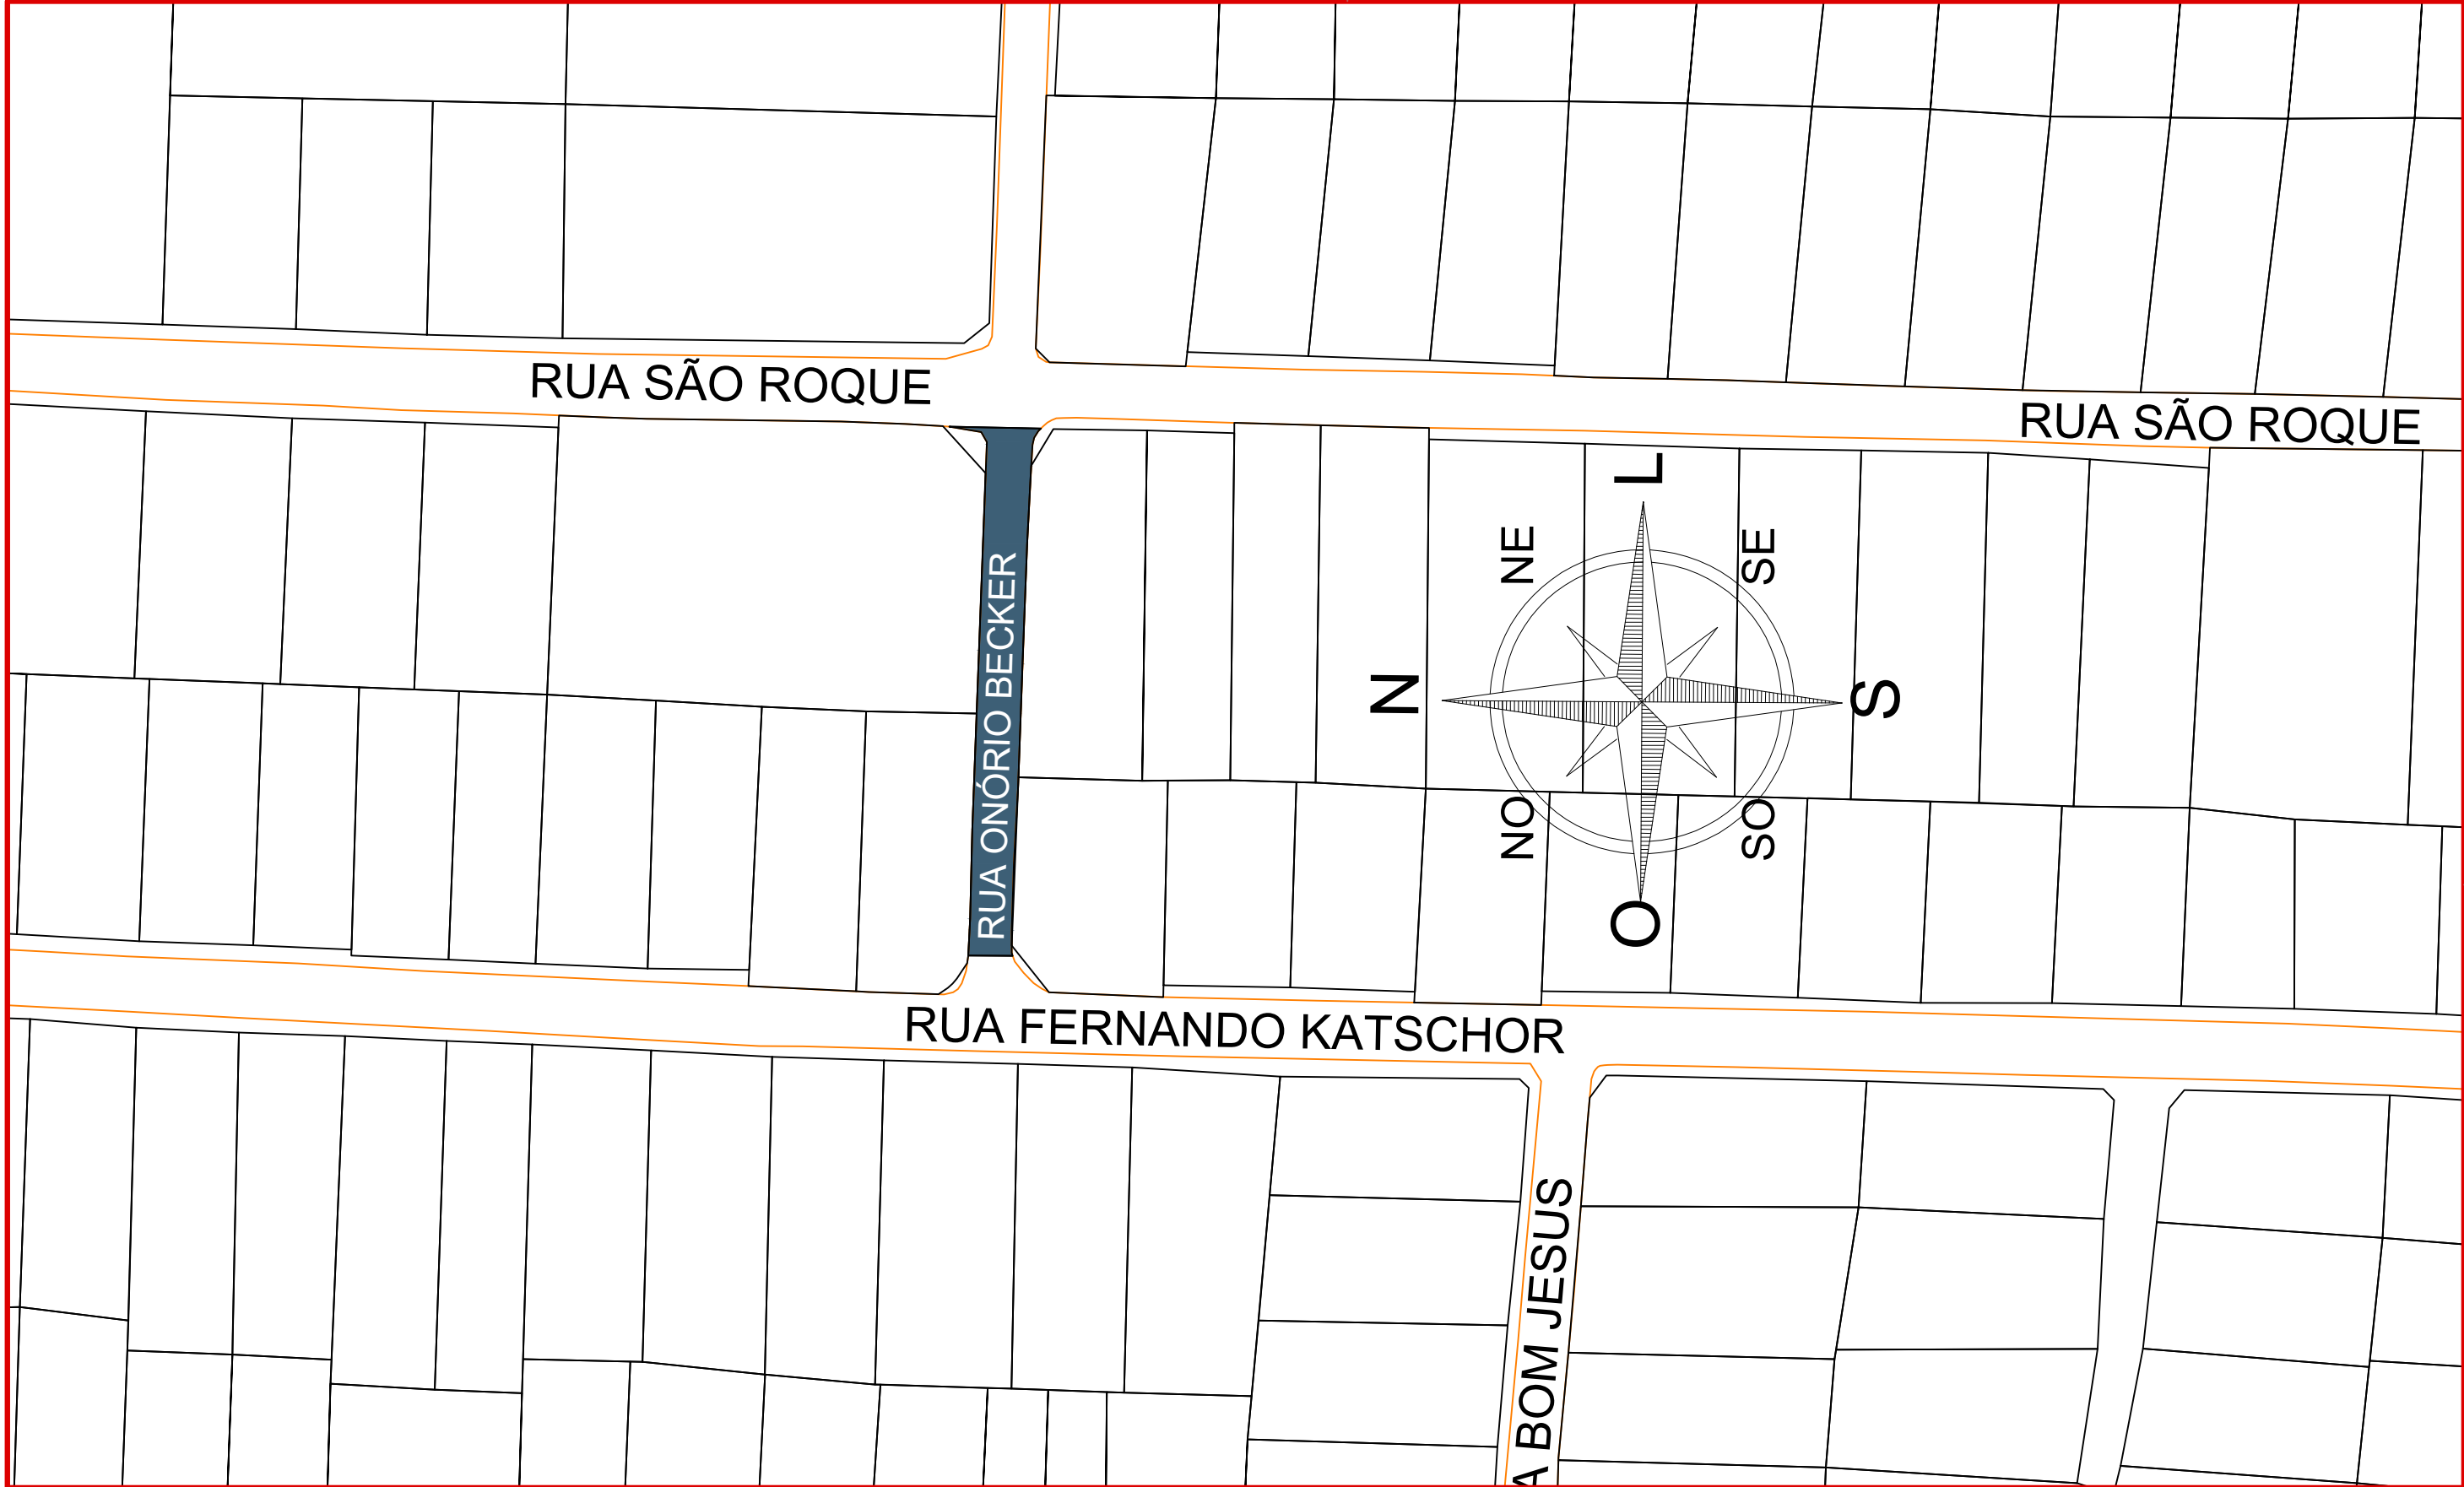 RUA SÃO ROQUE
RUA SÃO ROQUE
L
NE
SE
RUA ONÓRIO BECKER
N
S
NO
SO
O
RUA FERNANDO KATSCHOR
A BOM JESUS